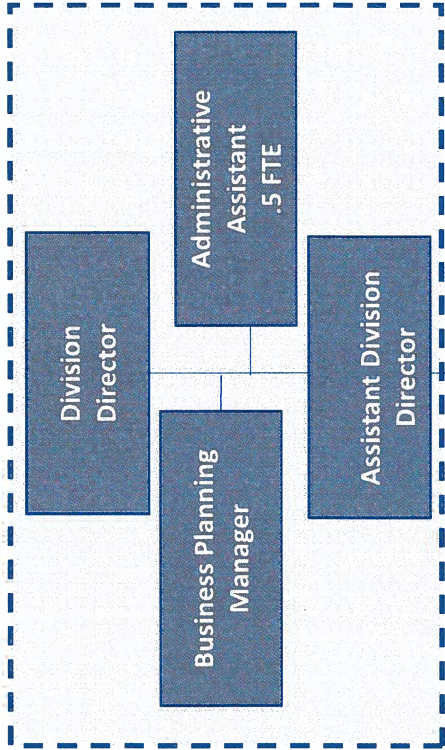 Division
Director
Business Planning
Manager
Administrative
Assistant
.5 FTE
Assistant Division
Director